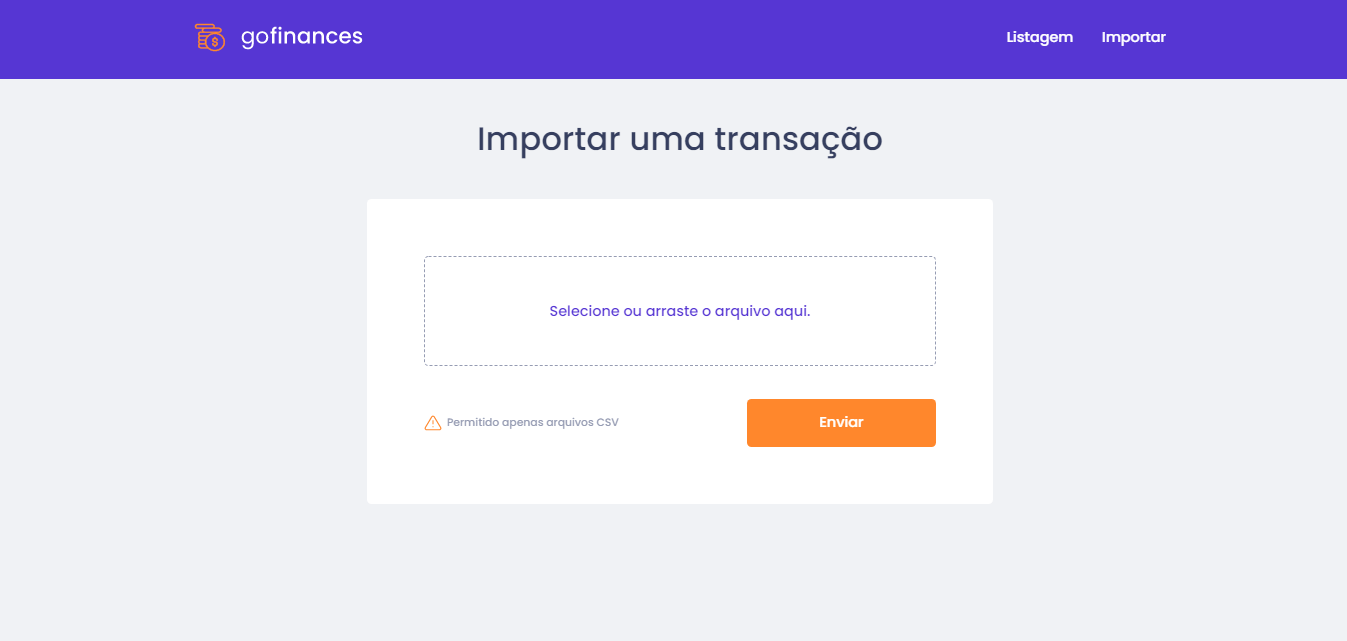 gofinances
Listagem
Importar
Importar uma transação
Selecione ou arraste o arquivo aqui.
Permitido apenas arquivos CSV
Enviar